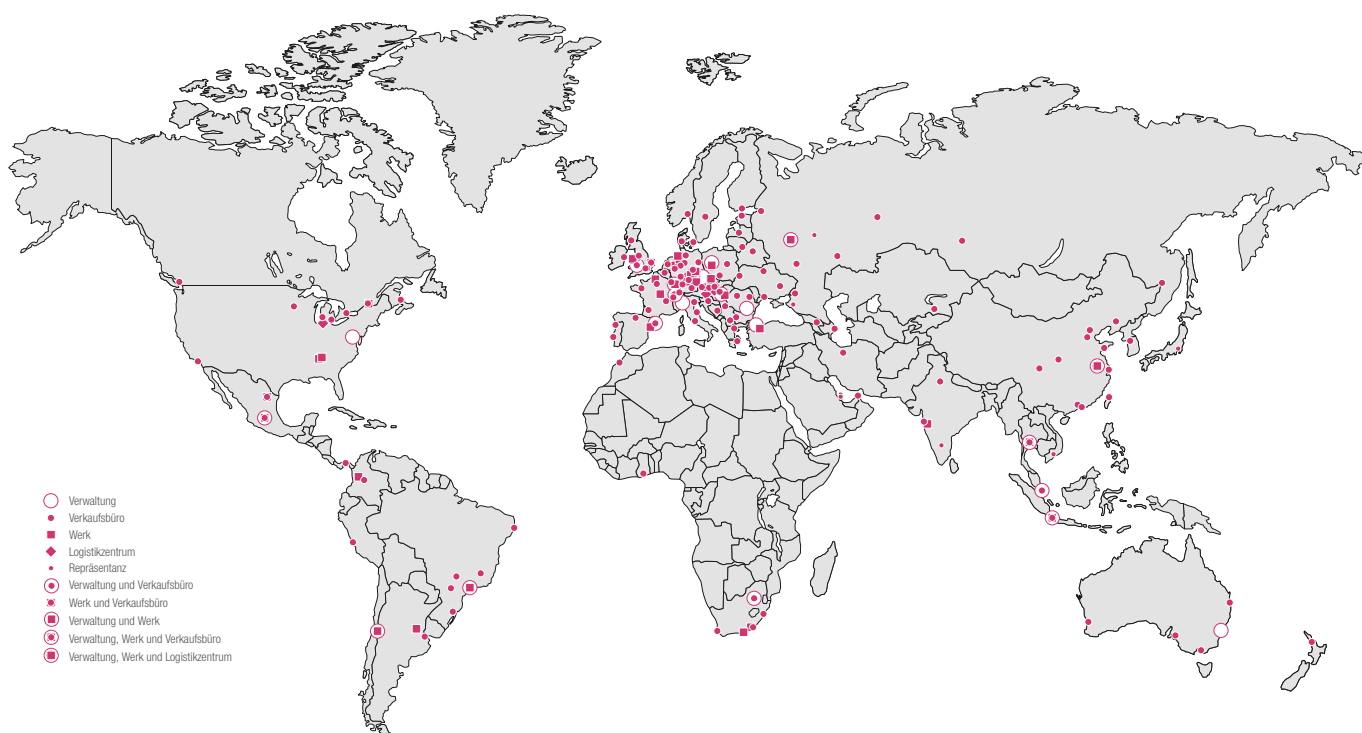 Verwaltung
Verkaufsbüro
Werk
Logistikzentrum
Repräsentanz
Verwaltung und Verkaufsbüro
Werk und Verkaufsbüro
Verwaltung und Werk
Verwaltung, Werk und Verkaufsbüro
Verwaltung, Werk und Logistikzentrum